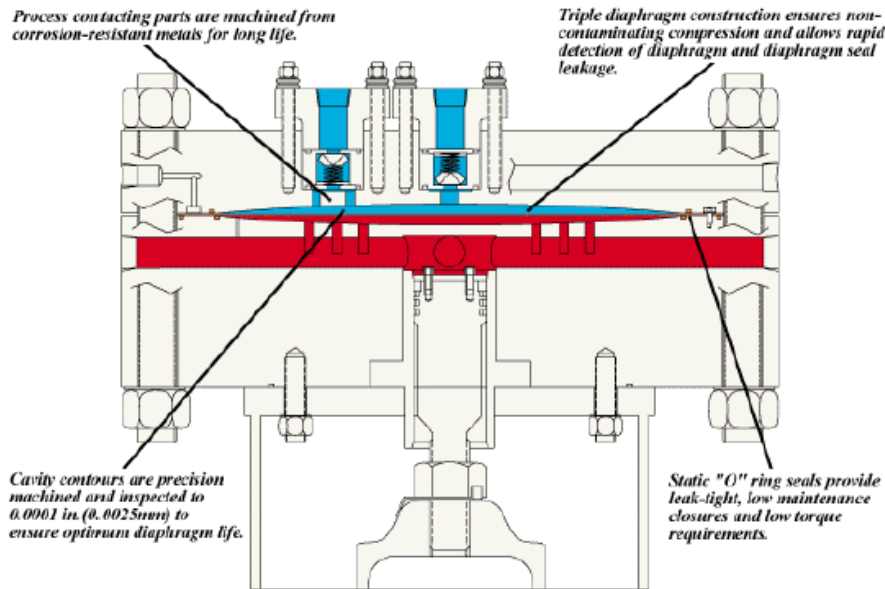 Process contacting parts are machined from
corrosion-resistant metals for long life.
Triple diaphragm construction ensures non-
contaminating compression and allows rapid
detection of diaphragm and diaphragm seal
leakage.
Cavity contours are precision
machined and inspected to
0.0001 in.(0.0025mm) to
ensure optimum diaphragm life.
Static "O" ring seals provide
leak-tight, low maintenance
closures and low torque
requirements.